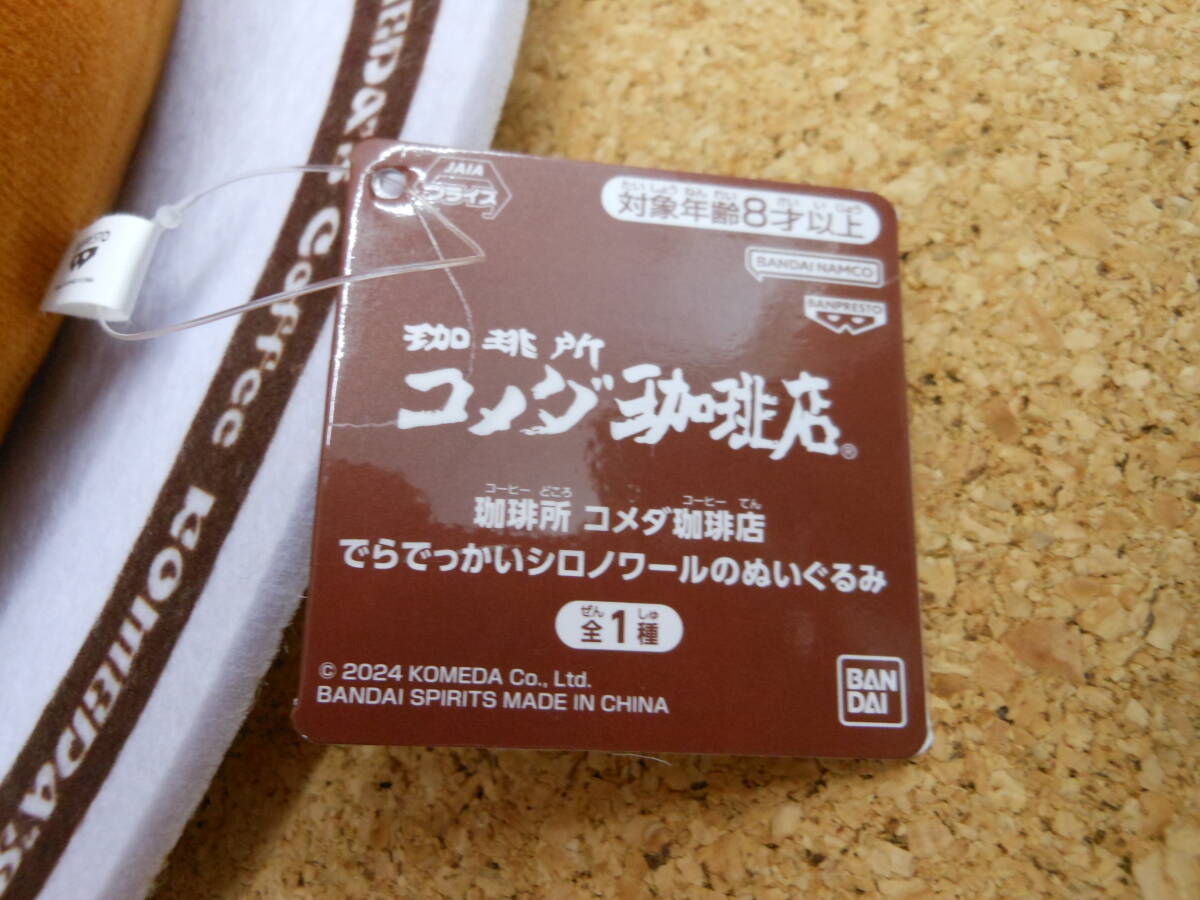 JAIA
プライズ
たいしょうねんれい さい いじょう
対象年齢8才以上
BANDAI NAMCO
BANPRESTO
珈琲所
コメダ珈琲店®
コーヒー どころ コーヒー てん
珈琲所 コメダ珈琲店
でらでっかいシロノワールのぬいぐるみ
ぜん しゅ
全1種
© 2024 KOMEDA Co., Ltd.
BANDAI SPIRITS MADE IN CHINA
BAN
DAI
Coffee KOMEDA's